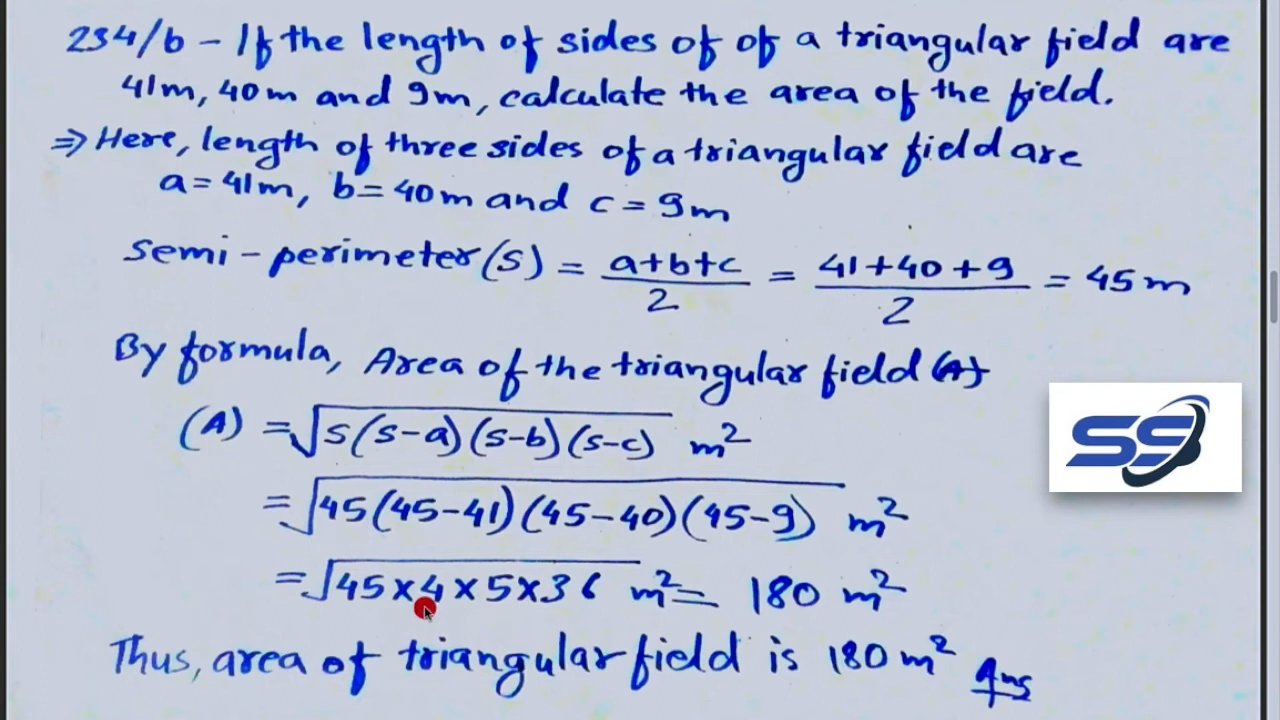 234/b - If the length of sides of of a triangular field are
41m, 40m and 9m, calculate the area of the field.
⇒ Here, length of three sides of a triangular field are
a = 41m, b = 40m and c = 9m
Semi-perimeter (s) = a+b+c / 2 = 41+40+9 / 2 = 45m
By formula, Area of the triangular field (A)
(A) = √s(s-a)(s-b)(s-c) m²
= √45(45-41)(45-40)(45-9) m²
= √45×4×5×36 m² = 180 m²
Thus, area of triangular field is 180m² Ans
SS